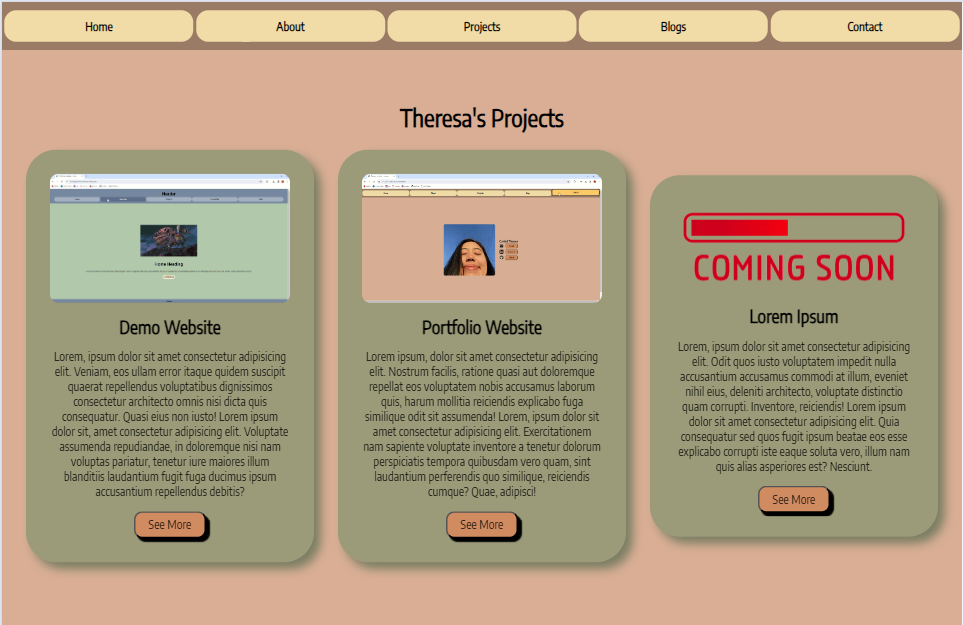 Home
About
Projects
Blogs
Contact
Theresa's Projects
Header
Home Heading
Demo Website
Lorem, ipsum dolor sit amet consectetur adipisicing
elit. Veniam, eos ullam error itaque quidem suscipit
quaerat repellendus voluptatibus dignissimos
consectetur architecto omnis nisi dicta quis
consequatur. Quasi eius non iusto! Lorem ipsum
dolor sit, amet consectetur adipisicing elit. Voluptate
assumenda repudiandae, in doloremque nisi nam
voluptas pariatur, tenetur iure maiores illum
blanditiis laudantium fugit fuga ducimus ipsum
accusantium repellendus debitis?
See More
Portfolio Website
Lorem ipsum, dolor sit amet consectetur adipisicing
elit. Nostrum facilis, ratione quasi aut doloremque
repellat eos voluptatem nobis accusamus laborum
quis, harum mollitia reiciendis explicabo fuga
similique odit sit assumenda! Lorem, ipsum dolor sit
amet consectetur adipisicing elit. Exercitationem
nam sapiente voluptate inventore a tenetur dolorum
perspiciatis tempora quibusdam vero quam, sint
laudantium perferendis quo similique, reiciendis
cumque? Quae, adipisci!
See More
COMING SOON
Lorem Ipsum
Lorem, ipsum dolor sit amet consectetur adipisicing
elit. Odit quos iusto voluptatem impedit nulla
accusantium accusamus commodi at illum, eveniet
nihil eius, deleniti architecto, voluptate distinctio
quam corrupti. Inventore, reiciendis! Lorem ipsum
dolor sit amet consectetur adipisicing elit. Quia
consequatur sed quos fugit ipsum beatae eos esse
explicabo corrupti iste eaque soluta vero, illum nam
quis alias asperiores est? Nesciunt.
See More